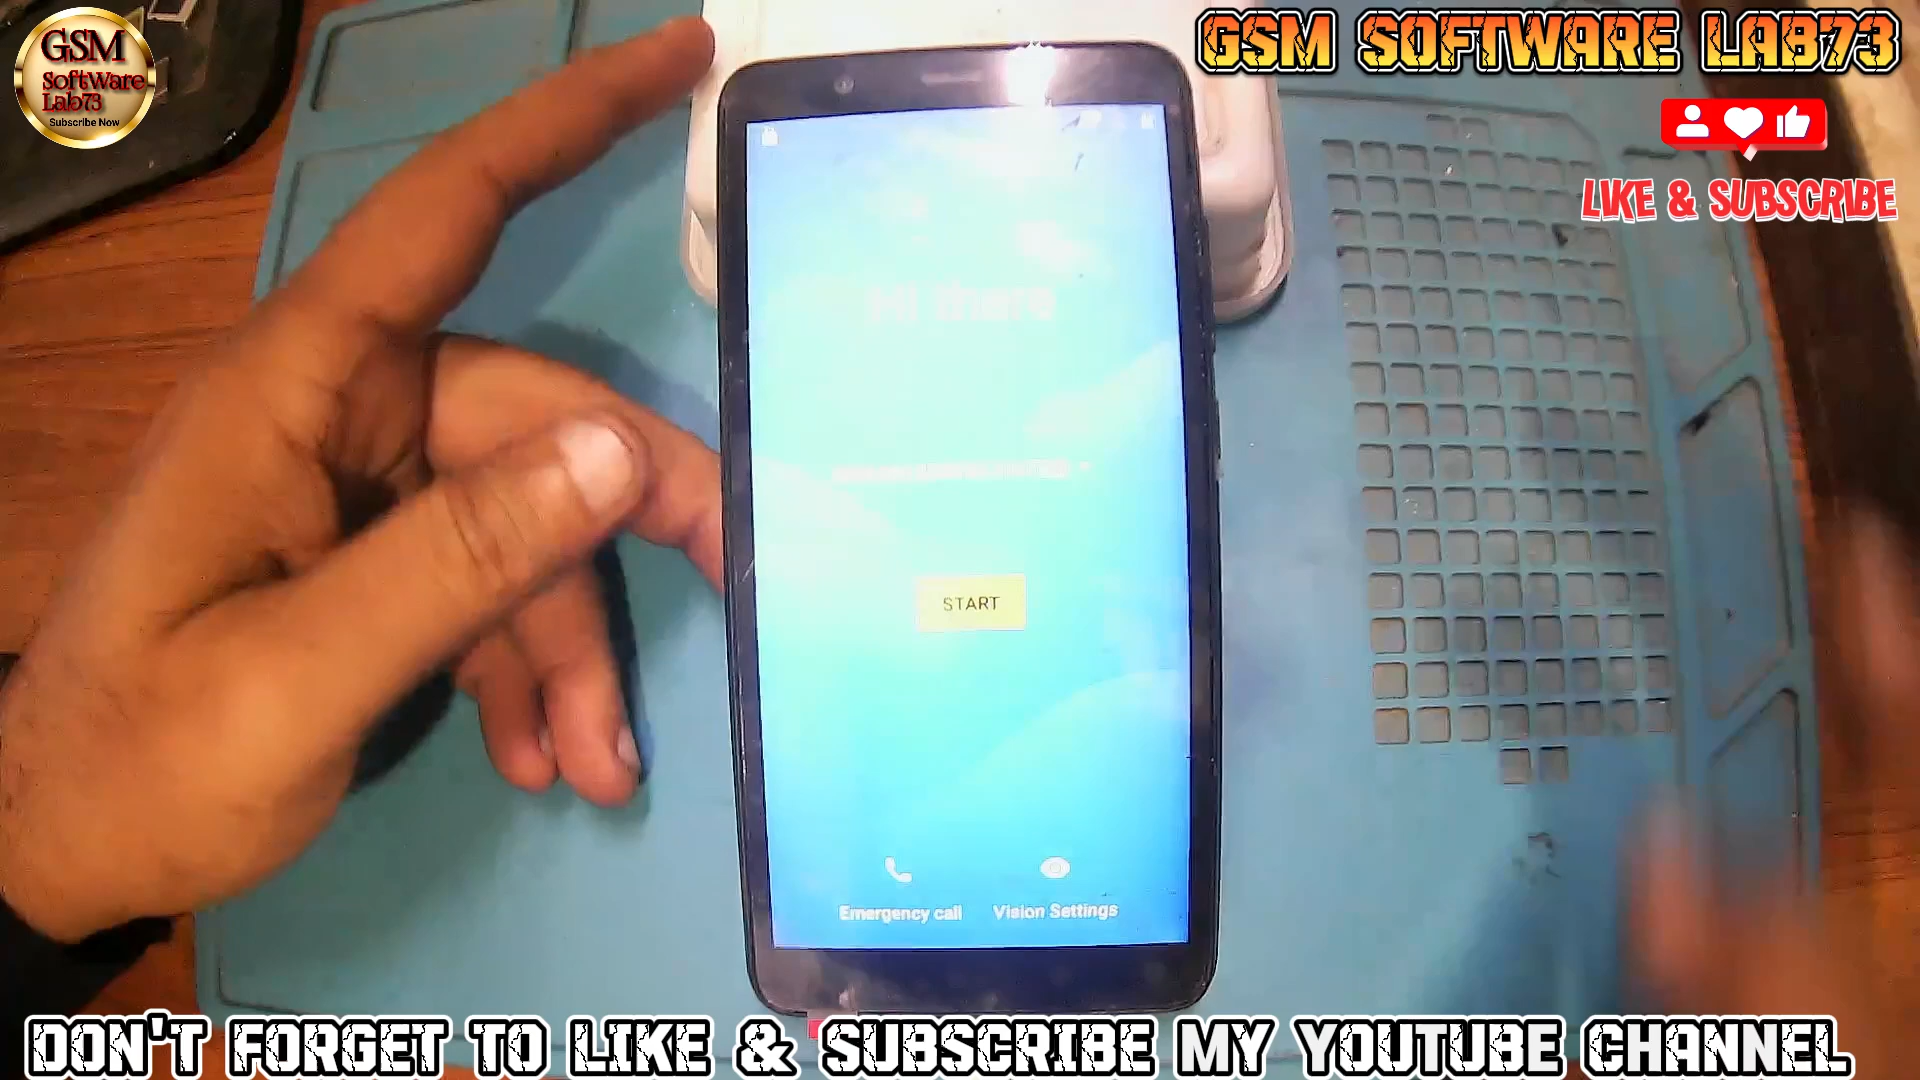 GSM
SoftWare
Lab73
Subscribe Now
GSM SOFTWARE LAB73
LIKE & SUBSCRIBE
Hi there
START
Emergency call
Vision Settings
DON'T FORGET TO LIKE & SUBSCRIBE MY YOUTUBE CHANNEL